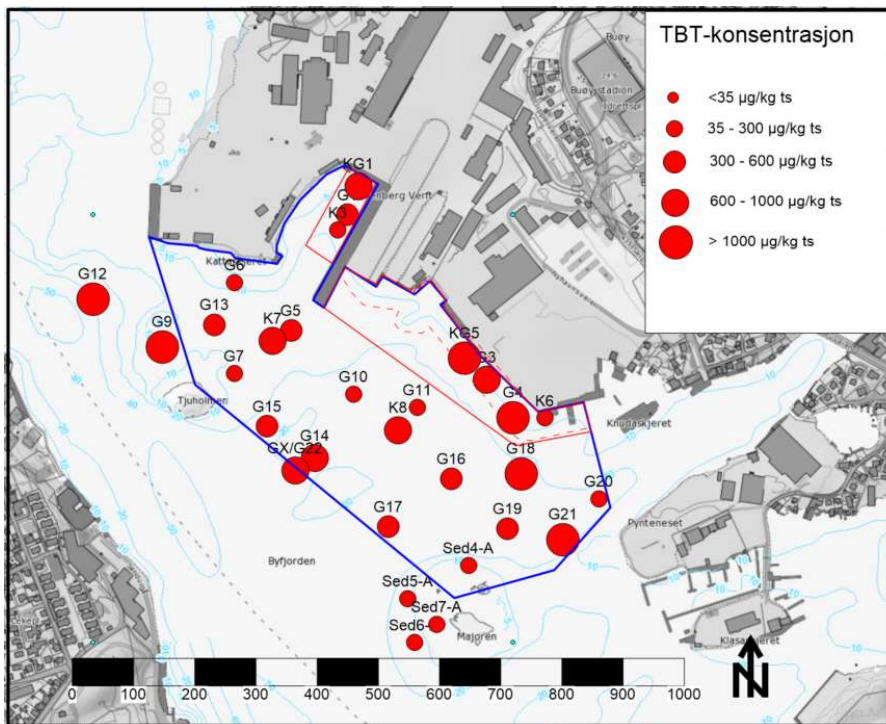 TBT-konsentrasjon
<35 µg/kg ts
35 - 300 µg/kg ts
300 - 600 µg/kg ts
600 - 1000 µg/kg ts
> 1000 µg/kg ts
Buøy
Buøy stadion
Idrettspl
KG1
K3
G6
G12
G13
G5
K7
G9
G7
Tjuholmen
KG5
G3
G10
G11
G4
K6
K8
Knudaskjeret
G15
G14
GX/G22
G18
G16
G20
G17
G19
G21
Pynteneset
Byfjorden
Sed4-A
Sed5-A
Sed7-A
Sed6-
Majoren
N
0 100 200 300 400 500 600 700 800 900 1000